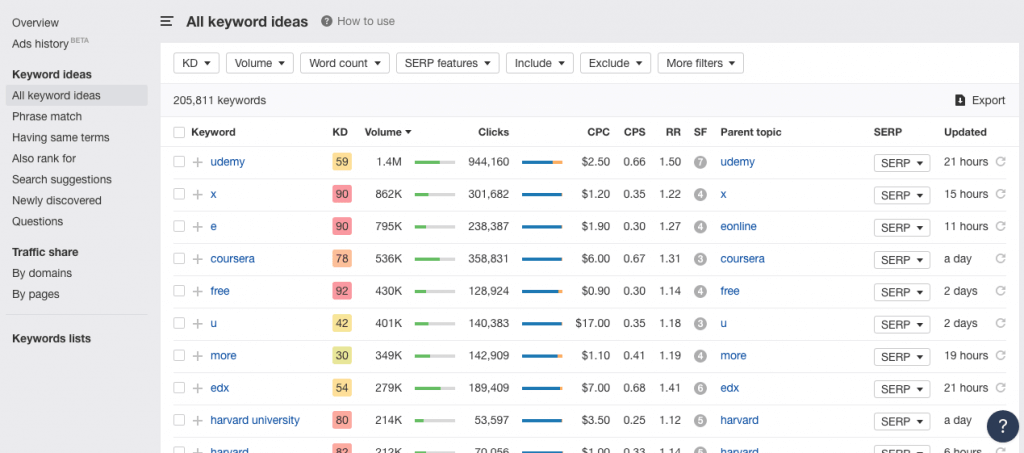 Overview
Ads history BETA
Keyword ideas
All keyword ideas
Phrase match
Having same terms
Also rank for
Search suggestions
Newly discovered
Questions
Traffic share
By domains
By pages
Keywords lists
All keyword ideas ? How to use
KD Volume Word count SERP features Include Exclude More filters
205,811 keywords Export
Keyword KD Volume Clicks CPC CPS RR SF Parent topic SERP Updated
udemy 59 1.4M 944,160 $2.50 0.66 1.50 7 udemy SERP 21 hours
x 90 862K 301,682 $1.20 0.35 1.22 4 x SERP 15 hours
e 90 795K 238,387 $1.90 0.30 1.27 4 eonline SERP 11 hours
coursera 78 536K 358,831 $6.00 0.67 1.31 3 coursera SERP a day
free 92 430K 128,924 $0.90 0.30 1.14 4 free SERP 2 days
u 42 401K 140,383 $17.00 0.35 1.18 3 u SERP 2 days
more 30 349K 142,909 $1.10 0.41 1.19 4 more SERP 19 hours
edx 54 279K 189,409 $7.00 0.68 1.41 6 edx SERP 21 hours
harvard university 80 214K 53,597 $3.50 0.25 1.12 5 harvard SERP a day
harvard 82 212K 70,056 $1.00 0.33 1.14 harvard SERP 6 hours
?